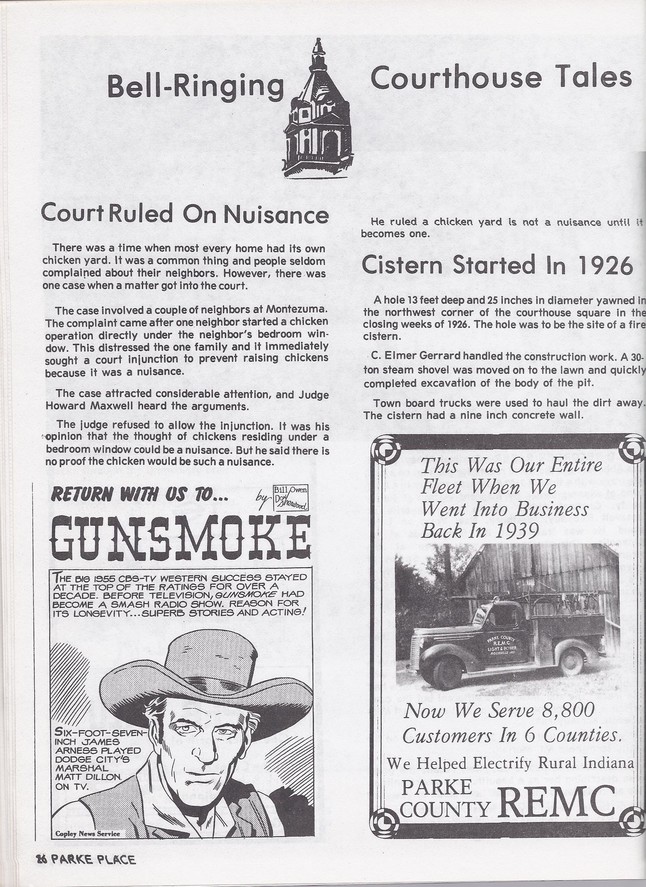 Bell-Ringing Courthouse Tales
Court Ruled On Nuisance
There was a time when most every home had its own
chicken yard. It was a common thing and people seldom
complained about their neighbors. However, there was
one case when a matter got into the court.
The case involved a couple of neighbors at Montezuma.
The complaint came after one neighbor started a chicken
operation directly under the neighbor's bedroom win-
dow. This distressed the one family and it immediately
sought a court injunction to prevent raising chickens
because it was a nuisance.
The case attracted considerable attention, and Judge
Howard Maxwell heard the arguments.
The judge refused to allow the injunction. It was his
opinion that the thought of chickens residing under a
bedroom window could be a nuisance. But he said there is
no proof the chicken would be such a nuisance.
He ruled a chicken yard is not a nuisance until it
becomes one.
Cistern Started In 1926
A hole 13 feet deep and 25 inches in diameter yawned in
the northwest corner of the courthouse square in the
closing weeks of 1926. The hole was to be the site of a fire
cistern.
C. Elmer Gerrard handled the construction work. A 30-
ton steam shovel was moved on to the lawn and quickly
completed excavation of the body of the pit.
Town board trucks were used to haul the dirt away.
The cistern had a nine inch concrete wall.
RETURN WITH US TO...
by Bill Owen
Don
GUNSMOKE
THE BIG 1955 CBS-TV WESTERN SUCCESS STAYED
AT THE TOP OF THE RATINGS FOR OVER A
DECADE. BEFORE TELEVISION, GUNSMOKE HAD
BECOME A SMASH RADIO SHOW. REASON FOR
ITS LONGEVITY...SUPERB STORIES AND ACTING!
SIX-FOOT-SEVEN-
INCH JAMES
ARNESS PLAYED
DODGE CITY'S
MARSHAL
MATT DILLON
ON TV.
Copley News Service
This Was Our Entire
Fleet When We
Went Into Business
Back In 1939
PARKE COUNTY
R.E.M.C.
LIGHT & POWER
Now We Serve 8,800
Customers In 6 Counties.
We Helped Electrify Rural Indiana
PARKE
COUNTY REMC
26 PARKE PLACE